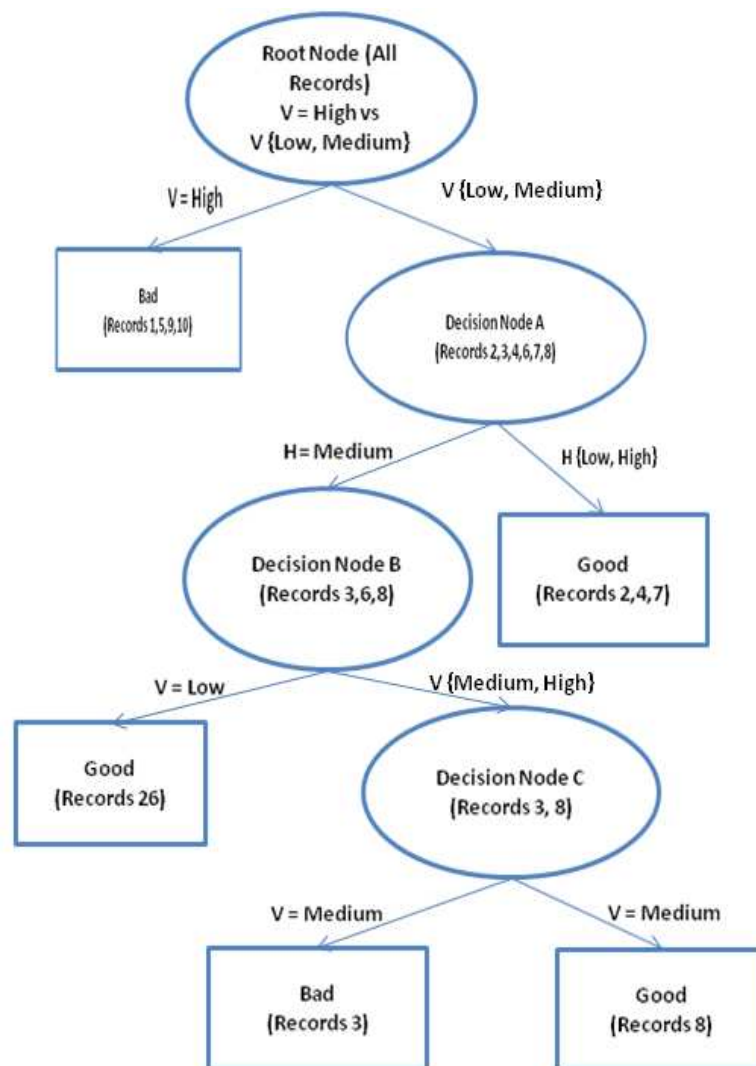 Root Node (All
Records)
V = High vs
V {Low, Medium}
V = High
V {Low, Medium}
Bad
(Records 1,5,9,10)
Decision Node A
(Records 2,3,4,6,7,8)
H = Medium
H {Low, High}
Decision Node B
(Records 3,6,8)
Good
(Records 2,4,7)
V = Low
V {Medium, High}
Good
(Records 26)
Decision Node C
(Records 3, 8)
V = Medium
V = Medium
Bad
(Records 3)
Good
(Records 8)